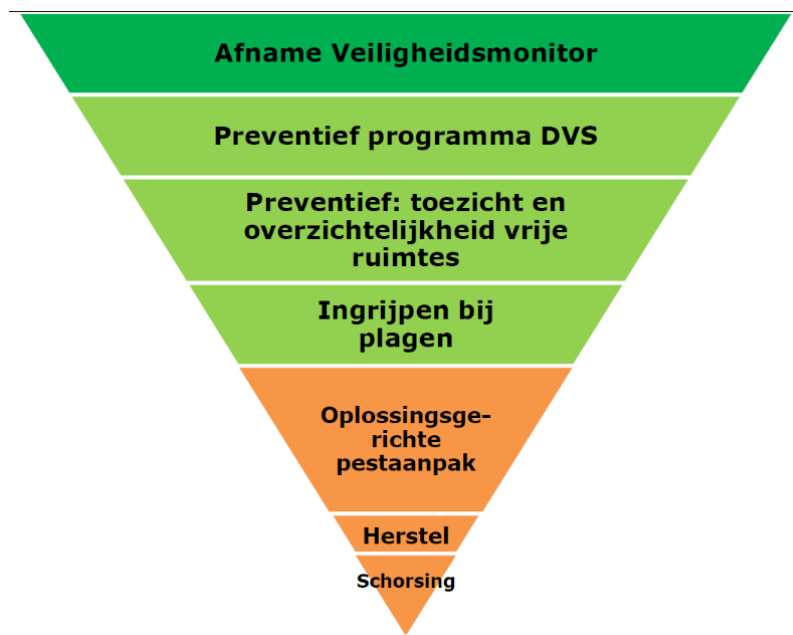 Afname Veiligheidsmonitor
Preventief programma DVS
Preventief: toezicht en
overzichtelijkheid vrije
ruimtes
Ingrijpen bij
plagen
Oplossingsge-
richte
pestaanpak
Herstel
Schorsing